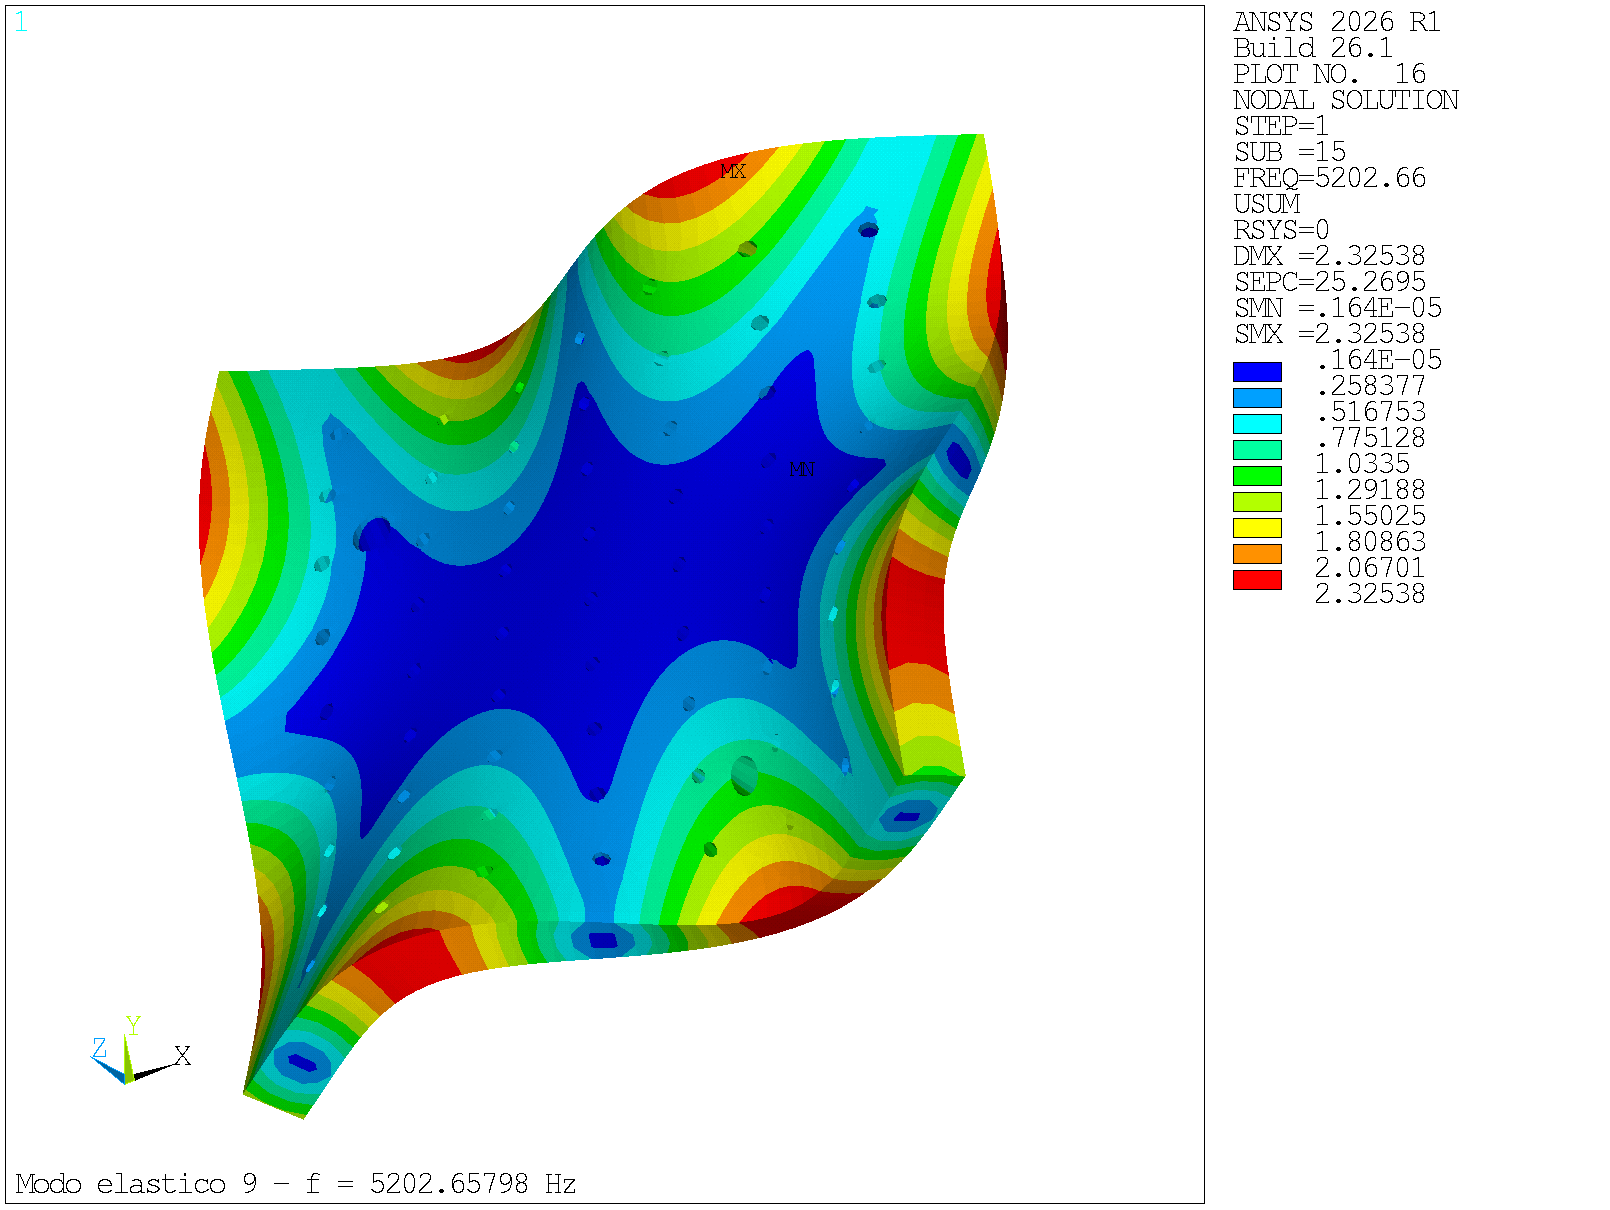 1
ANSYS 2026 R1
Build 26.1
PLOT NO. 16
NODAL SOLUTION
STEP=1
SUB =15
FREQ=5202.66
USUM
RSYS=0
DMX =2.32538
SEPC=25.2695
SMN =.164E-05
SMX =2.32538
.164E-05
.258377
.516753
.775128
1.0335
1.29188
1.55025
1.80863
2.06701
2.32538
MX
MN
Y
Z
X
Modo elastico 9 - f = 5202.65798 Hz